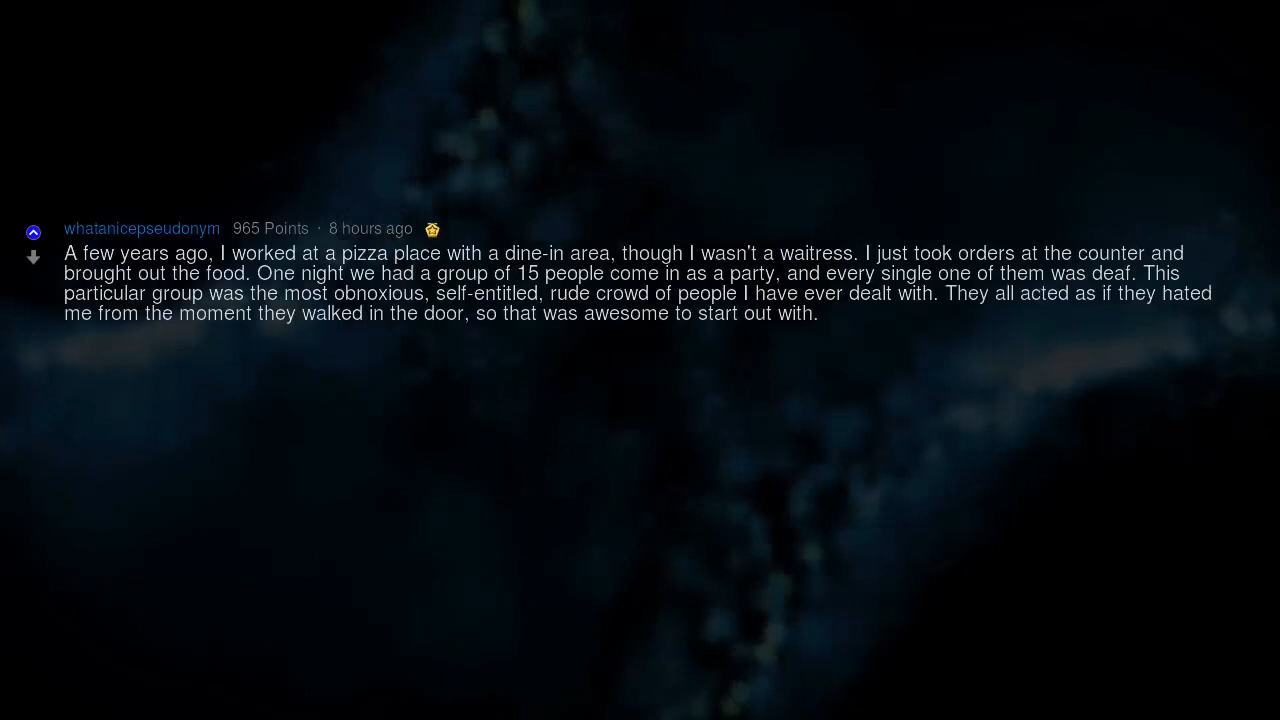 whatanicepseudonym 965 Points · 8 hours ago
A few years ago, I worked at a pizza place with a dine-in area, though I wasn't a waitress. I just took orders at the counter and
brought out the food. One night we had a group of 15 people come in as a party, and every single one of them was deaf. This
particular group was the most obnoxious, self-entitled, rude crowd of people I have ever dealt with. They all acted as if they hated
me from the moment they walked in the door, so that was awesome to start out with.